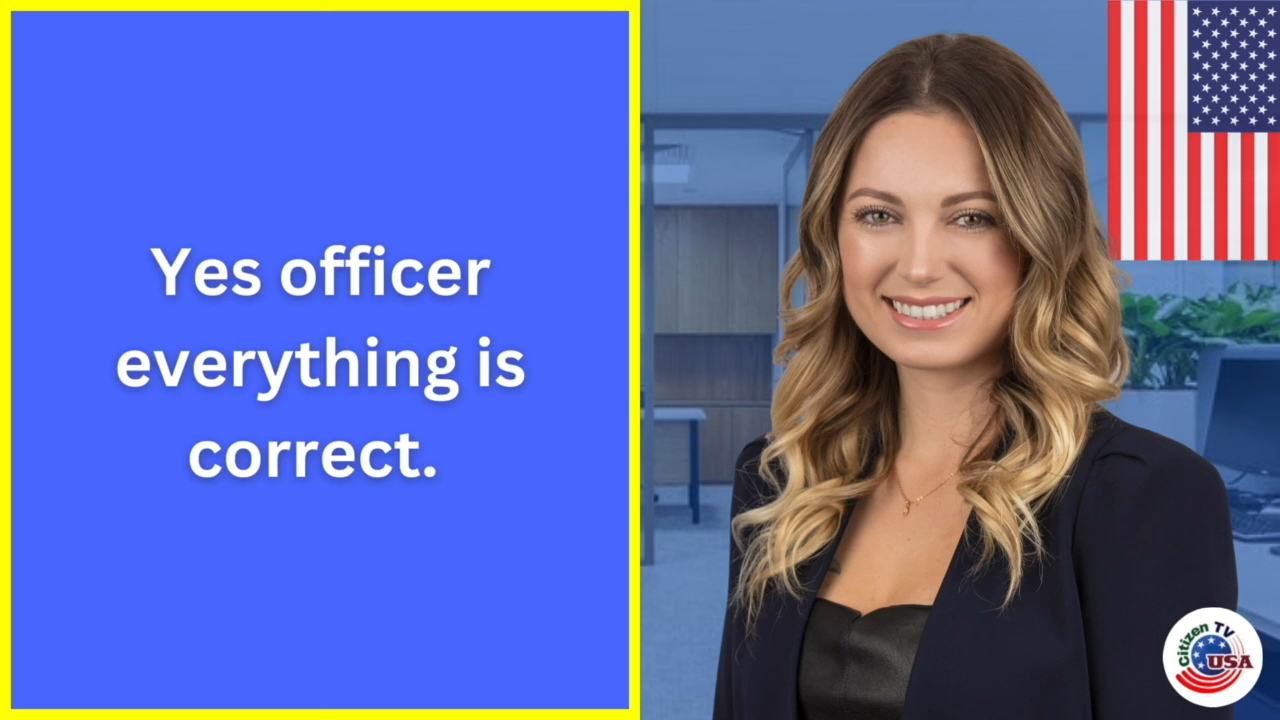 Yes officer
everything is
correct.
Citizen TV
USA